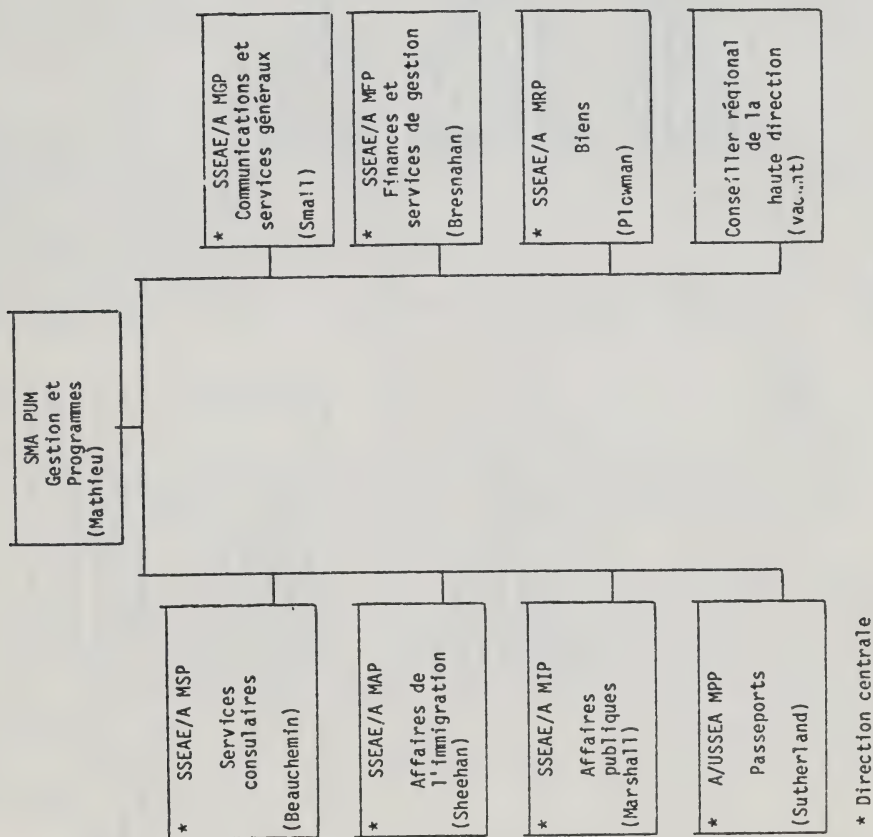 SMA PUM
Gestion et
Programmes
(Mathieu)
* SSEAE/A MSP
Services
consulaires
(Beauchemin)
* SSEAE/A MAP
Affaires de
l'immigration
(Sheehan)
* SSEAE/A MIP
Affaires
publiques
(Marshall)
* A/USSEA MPP
Passeports
(Sutherland)
* SSEAE/A MGP
Communications et
services généraux
(Small)
* SSEAE/A MFP
Finances et
services de gestion
(Bresnahan)
* SSEAE/A MRP
Biens
(Plowman)
Conseiller régional
de la
haute direction
(vacant)
* Direction centrale